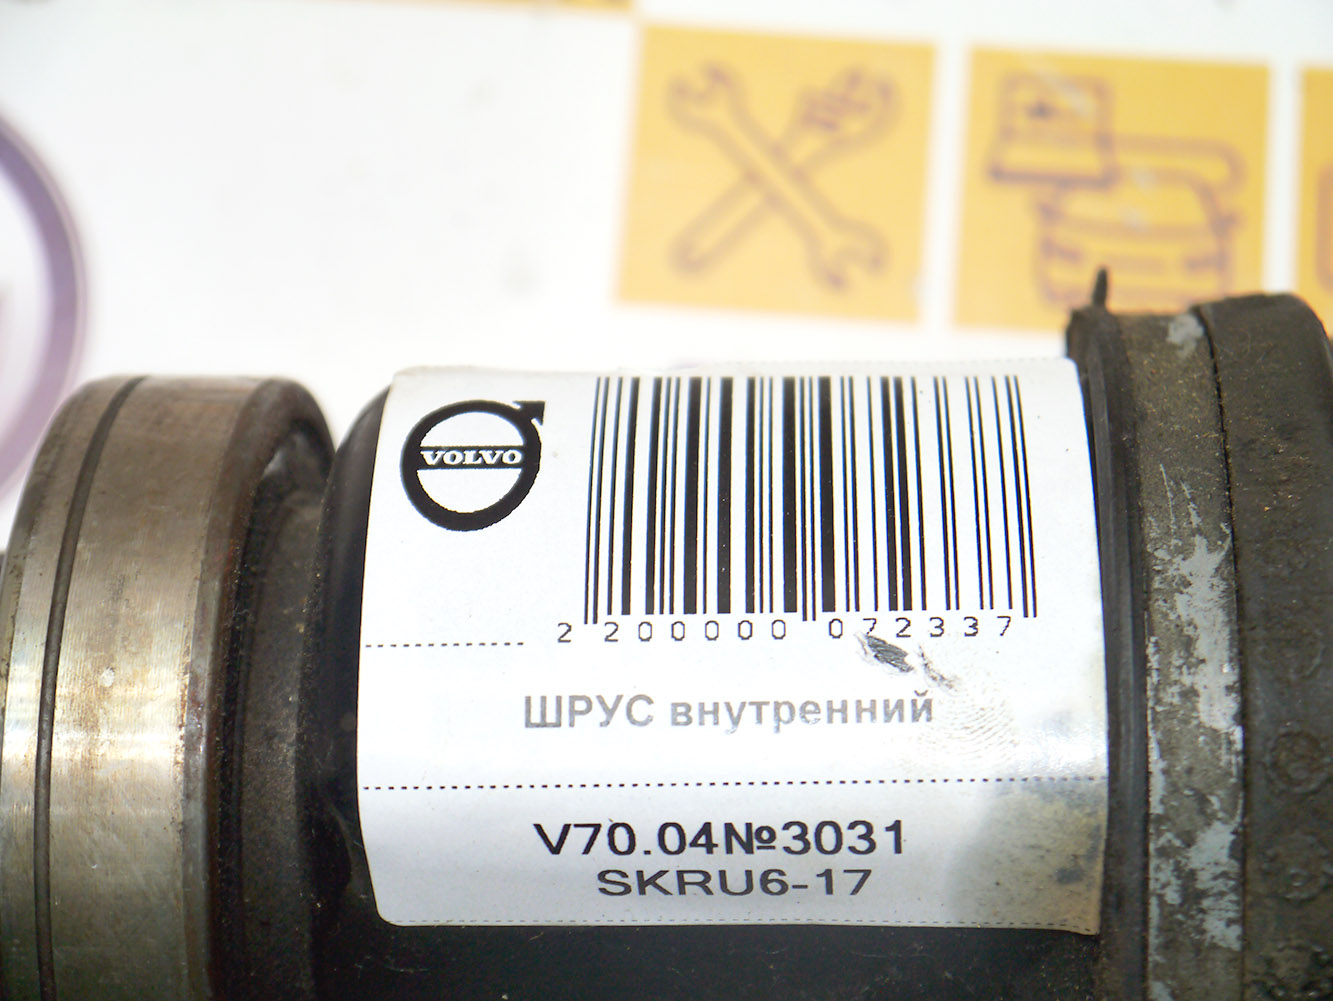 VOLVO
2 200000 072337
ШРУС внутренний
V70.04№3031
SKRU6-17